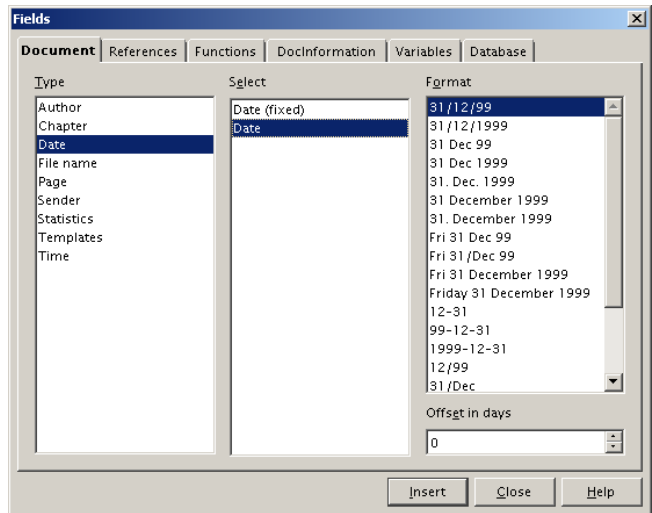 Fields
Document References Functions DocInformation Variables Database
Type
Author
Chapter
Date
File name
Page
Sender
Statistics
Templates
Time
Select
Date (fixed)
Date
Format
31/12/99
31/12/1999
31 Dec 99
31 Dec 1999
31. Dec. 1999
31 December 1999
31. December 1999
Fri 31 Dec 99
Fri 31/Dec 99
Fri 31 December 1999
Friday 31 December 1999
12-31
99-12-31
1999-12-31
12/99
31/Dec
Offset in days
0
Insert Close Help